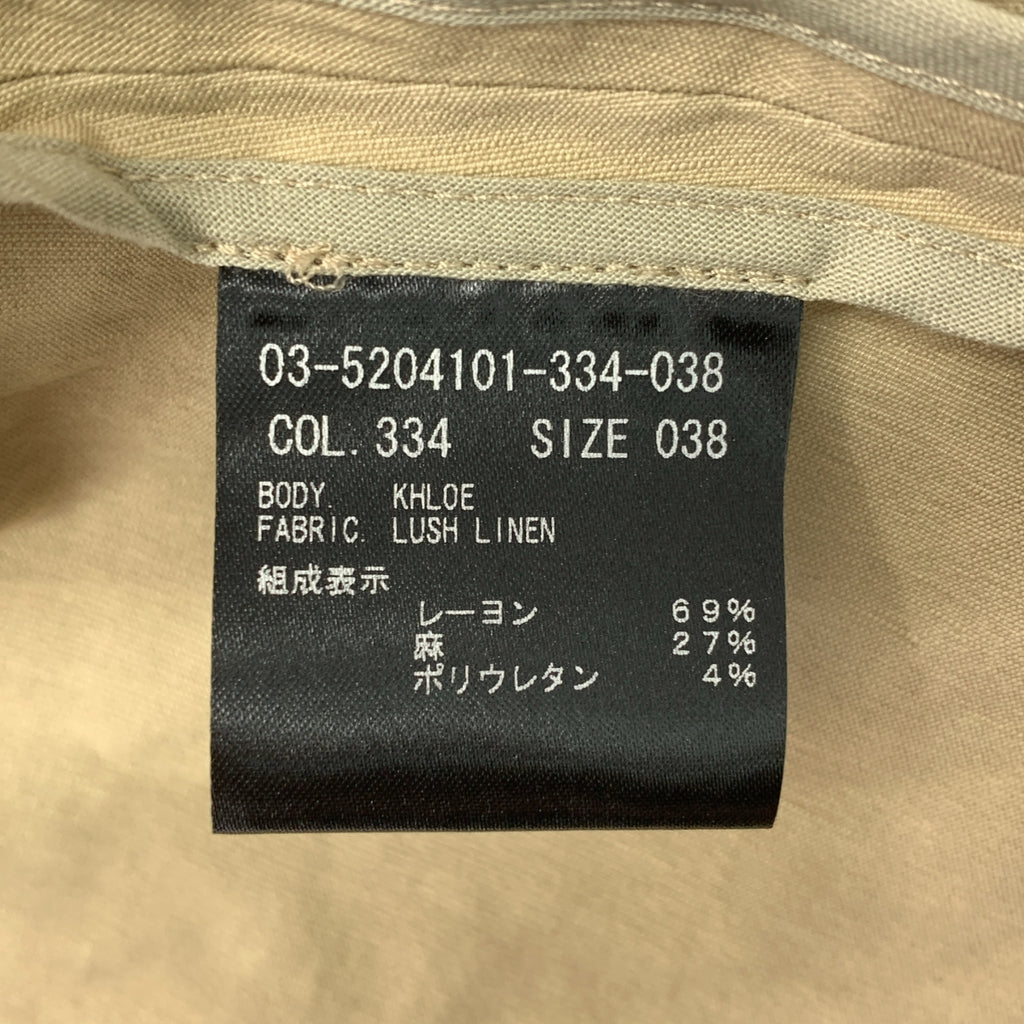 03-5204101-334-038
COL. 334 SIZE 038
BODY. KHLOE
FABRIC. LUSH LINEN
組成表示
レーヨン 69%
麻 27%
ポリウレタン 4%